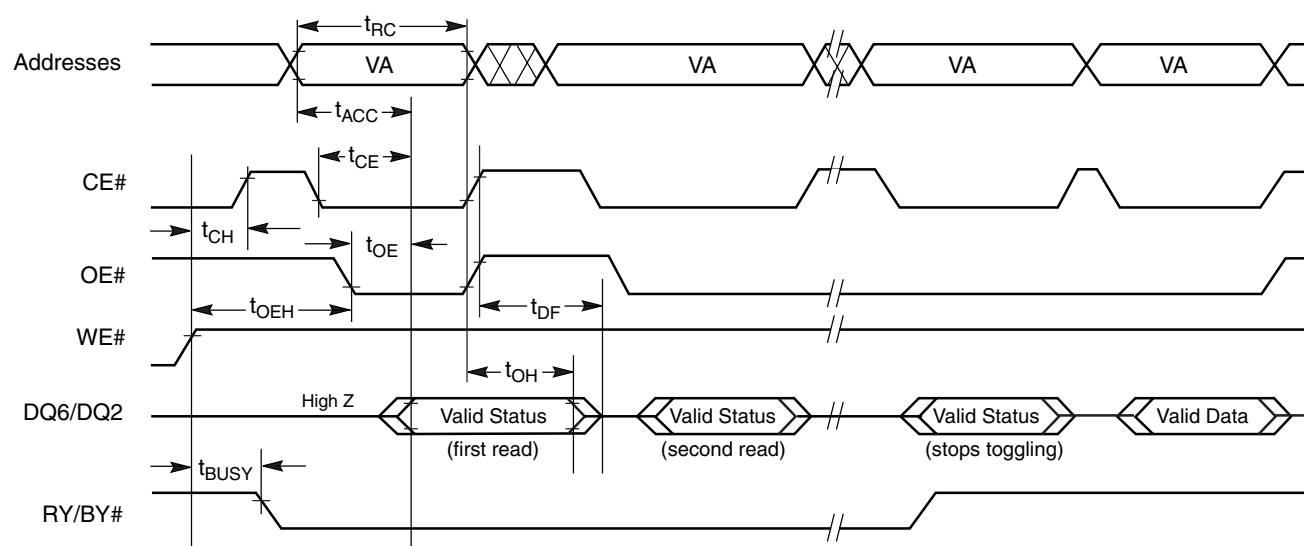 tRC
Addresses VA VA VA VA
tACC
tCE
CE#
tCH
tOE
OE#
tOEH tDF
WE#
tOH
DQ6/DQ2 High Z Valid Status Valid Status Valid Status Valid Data
(first read) (second read) (stops toggling)
tBUSY
RY/BY#